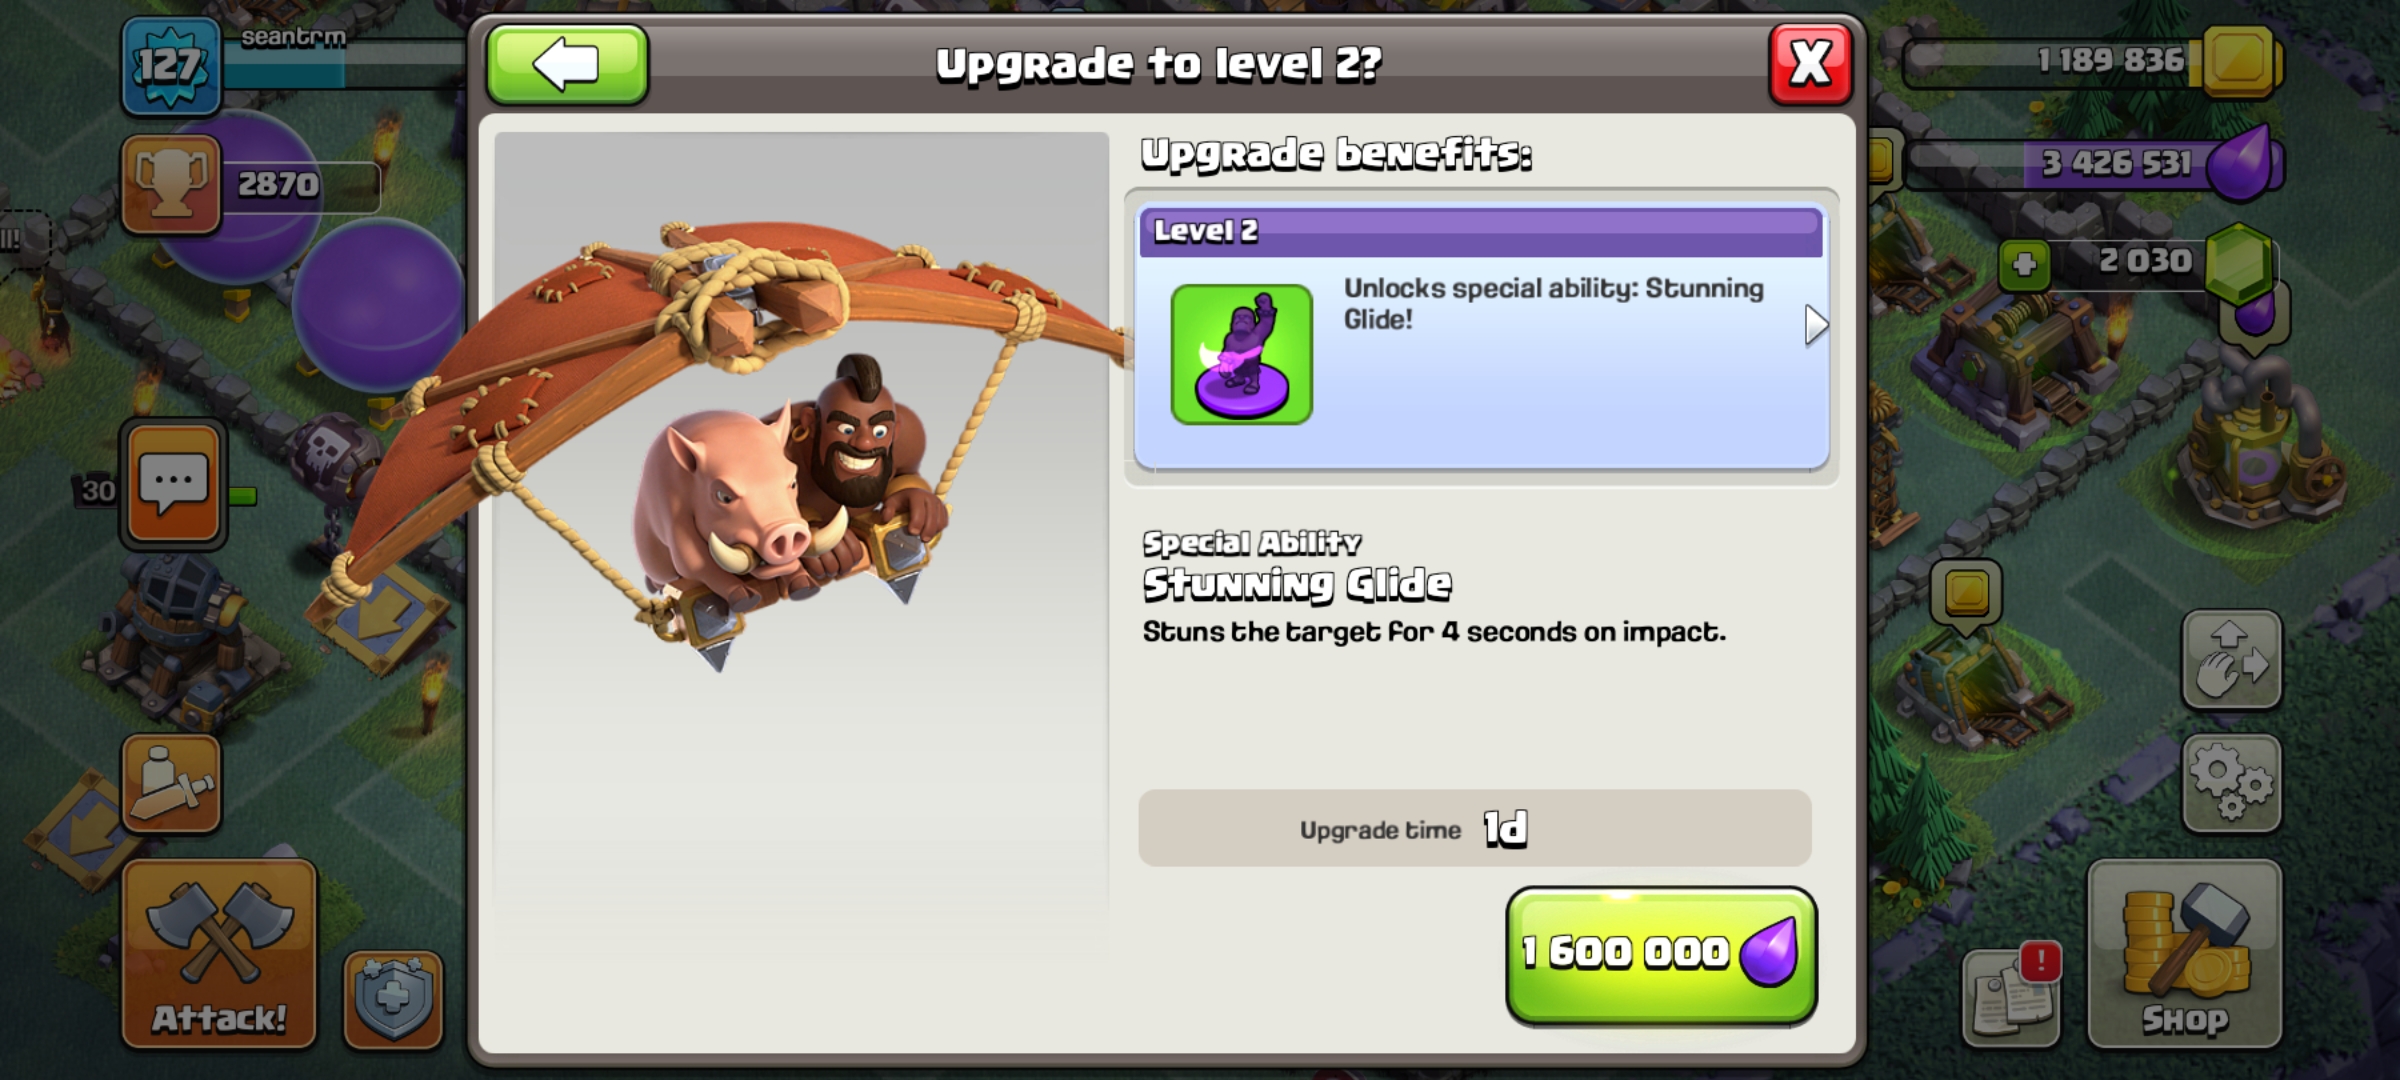 seantrm
127
Upgrade to level 2?
X
1 189 836
2870
Upgrade benefits:
3 426 531
Level 2
ll!
2 030
Unlocks special ability: Stunning
Glide!
30
Special Ability
Stunning Glide
Stuns the target for 4 seconds on impact.
Upgrade time 1d
1 600 000
!
Attack!
Shop